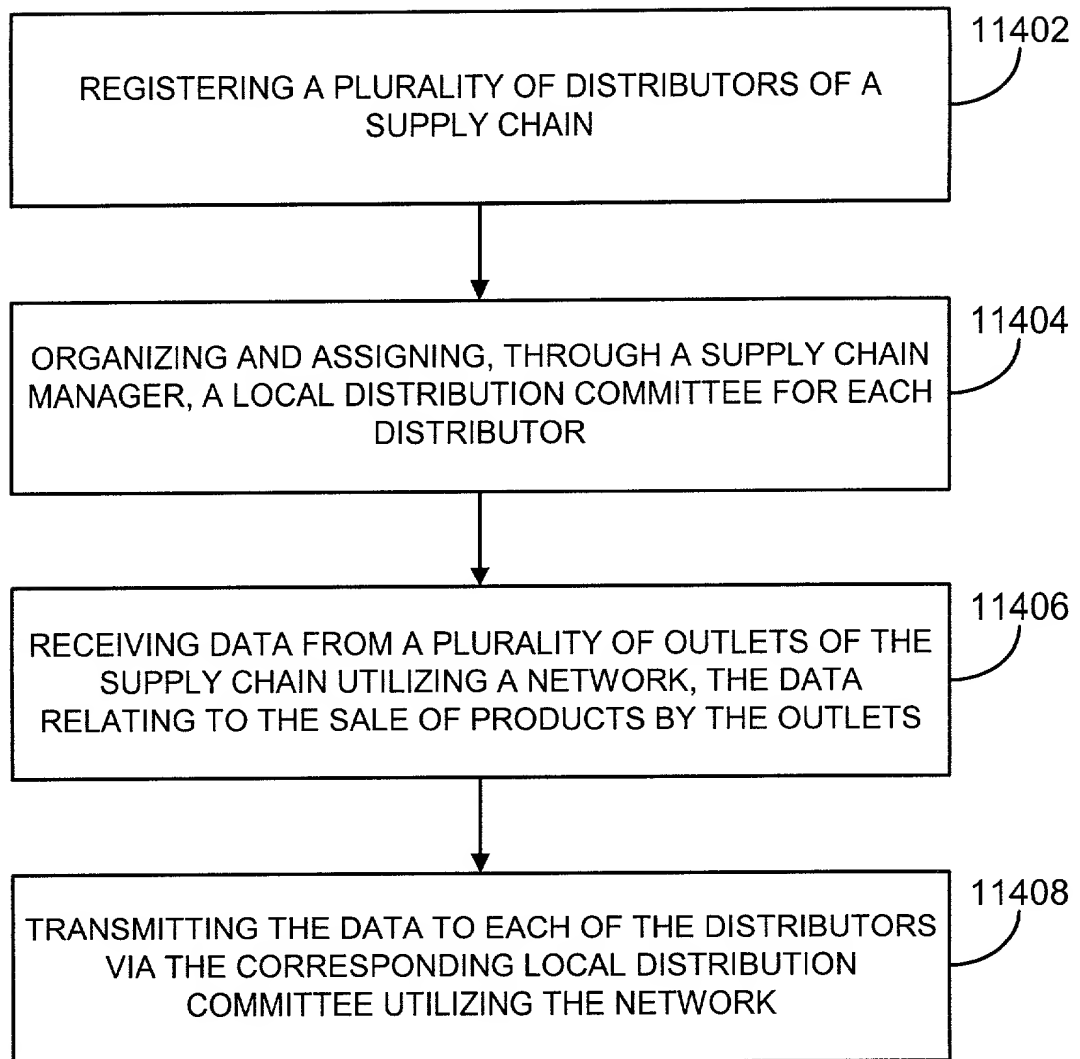 11402
REGISTERING A PLURALITY OF DISTRIBUTORS OF A
SUPPLY CHAIN
11404
ORGANIZING AND ASSIGNING, THROUGH A SUPPLY CHAIN
MANAGER, A LOCAL DISTRIBUTION COMMITTEE FOR EACH
DISTRIBUTOR
11406
RECEIVING DATA FROM A PLURALITY OF OUTLETS OF THE
SUPPLY CHAIN UTILIZING A NETWORK, THE DATA
RELATING TO THE SALE OF PRODUCTS BY THE OUTLETS
11408
TRANSMITTING THE DATA TO EACH OF THE DISTRIBUTORS
VIA THE CORRESPONDING LOCAL DISTRIBUTION
COMMITTEE UTILIZING THE NETWORK